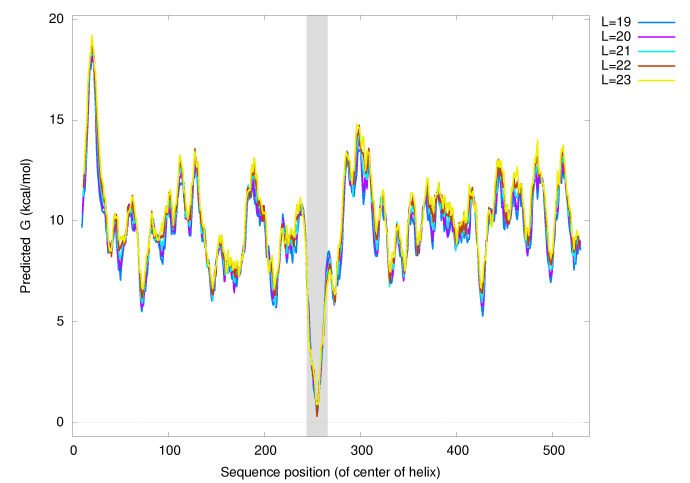 20
15
10
5
0
0
100
200
300
400
500
Predicted G (kcal/mol)
Sequence position (of center of helix)
L=19
L=20
L=21
L=22
L=23